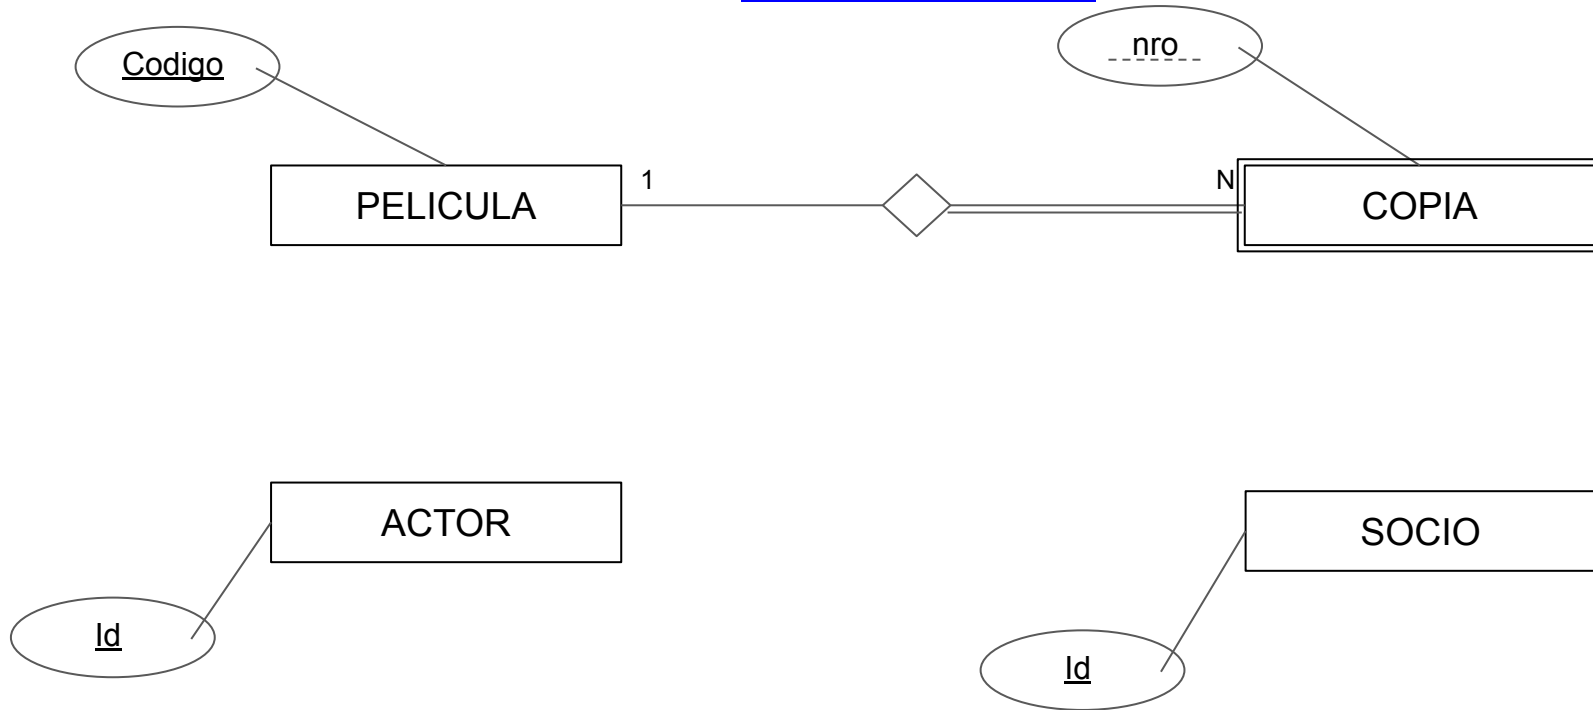 Codigo
nro
PELICULA
1
N
COPIA
ACTOR
SOCIO
Id
Id